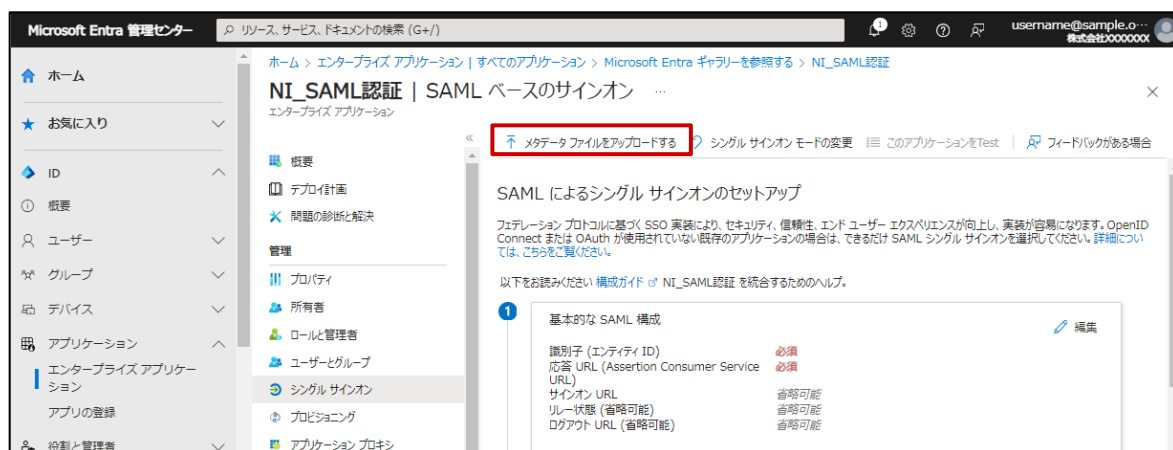 Microsoft Entra 管理センター
リソース、サービス、ドキュメントの検索 (G+/)
1
username@sample.o…
株式会社XXXXXXX
ホーム
お気に入り
ID
概要
ユーザー
グループ
デバイス
アプリケーション
エンタープライズ アプリケー
ション
アプリの登録
役割と管理者
ホーム > エンタープライズ アプリケーション | すべてのアプリケーション > Microsoft Entra ギャラリーを参照する > NI_SAML認証
NI_SAML認証 | SAML ベースのサインオン …
エンタープライズ アプリケーション
概要
デプロイ計画
問題の診断と解決
管理
プロパティ
所有者
ロールと管理者
ユーザーとグループ
シングル サインオン
プロビジョニング
アプリケーション プロキシ
メタデータ ファイルをアップロードする
シングル サインオン モードの変更
このアプリケーションをTest
フィードバックがある場合
SAML によるシングル サインオンのセットアップ
フェデレーション プロトコルに基づく SSO 実装により、セキュリティ、信頼性、エンド ユーザー エクスペリエンスが向上し、実装が容易になります。OpenID
Connect または OAuth が使用されていない既存のアプリケーションの場合は、できるだけ SAML シングル サインオンを選択してください。詳細につい
ては、こちらをご覧ください。
以下をお読みください 構成ガイド NI_SAML認証 を統合するためのヘルプ。
1
基本的な SAML 構成
編集
識別子 (エンティティ ID) 必須
応答 URL (Assertion Consumer Service 必須
URL)
サインオン URL 省略可能
リレー状態 (省略可能) 省略可能
ログアウト URL (省略可能) 省略可能